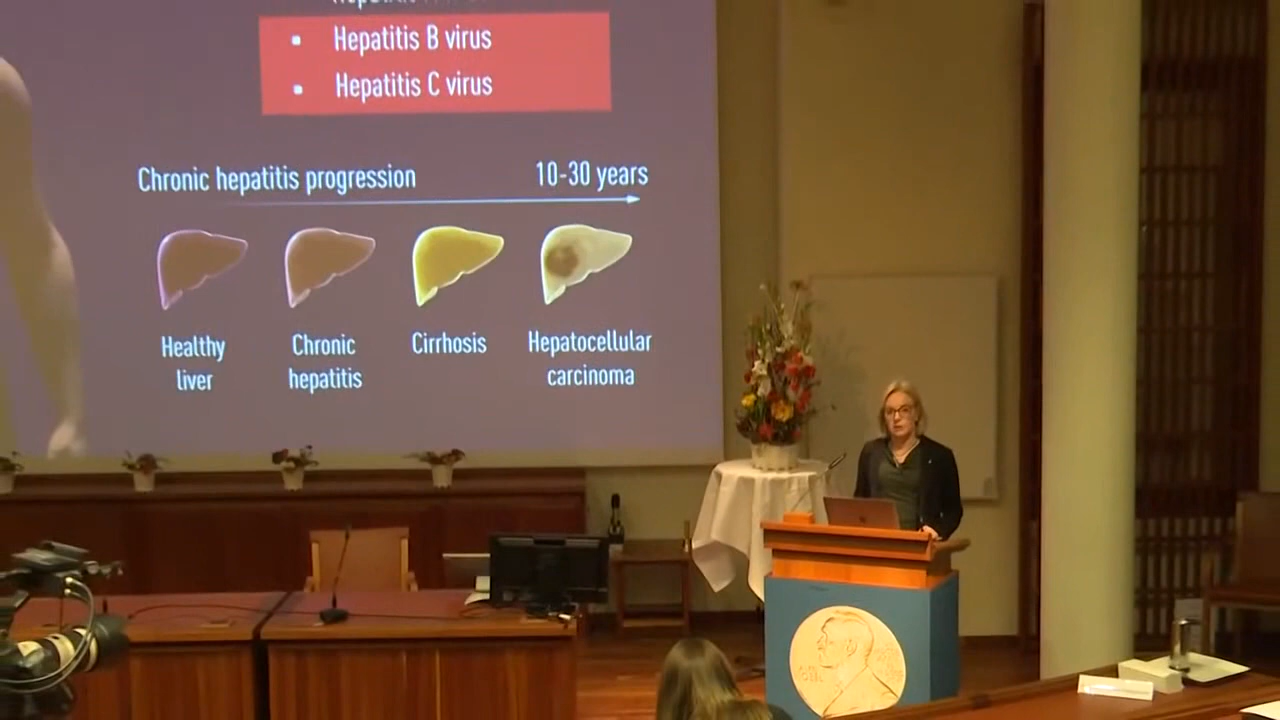 Hepatitis B virus
Hepatitis C virus
Chronic hepatitis progression
10-30 years
Healthy
liver
Chronic
hepatitis
Cirrhosis
Hepatocellular
carcinoma